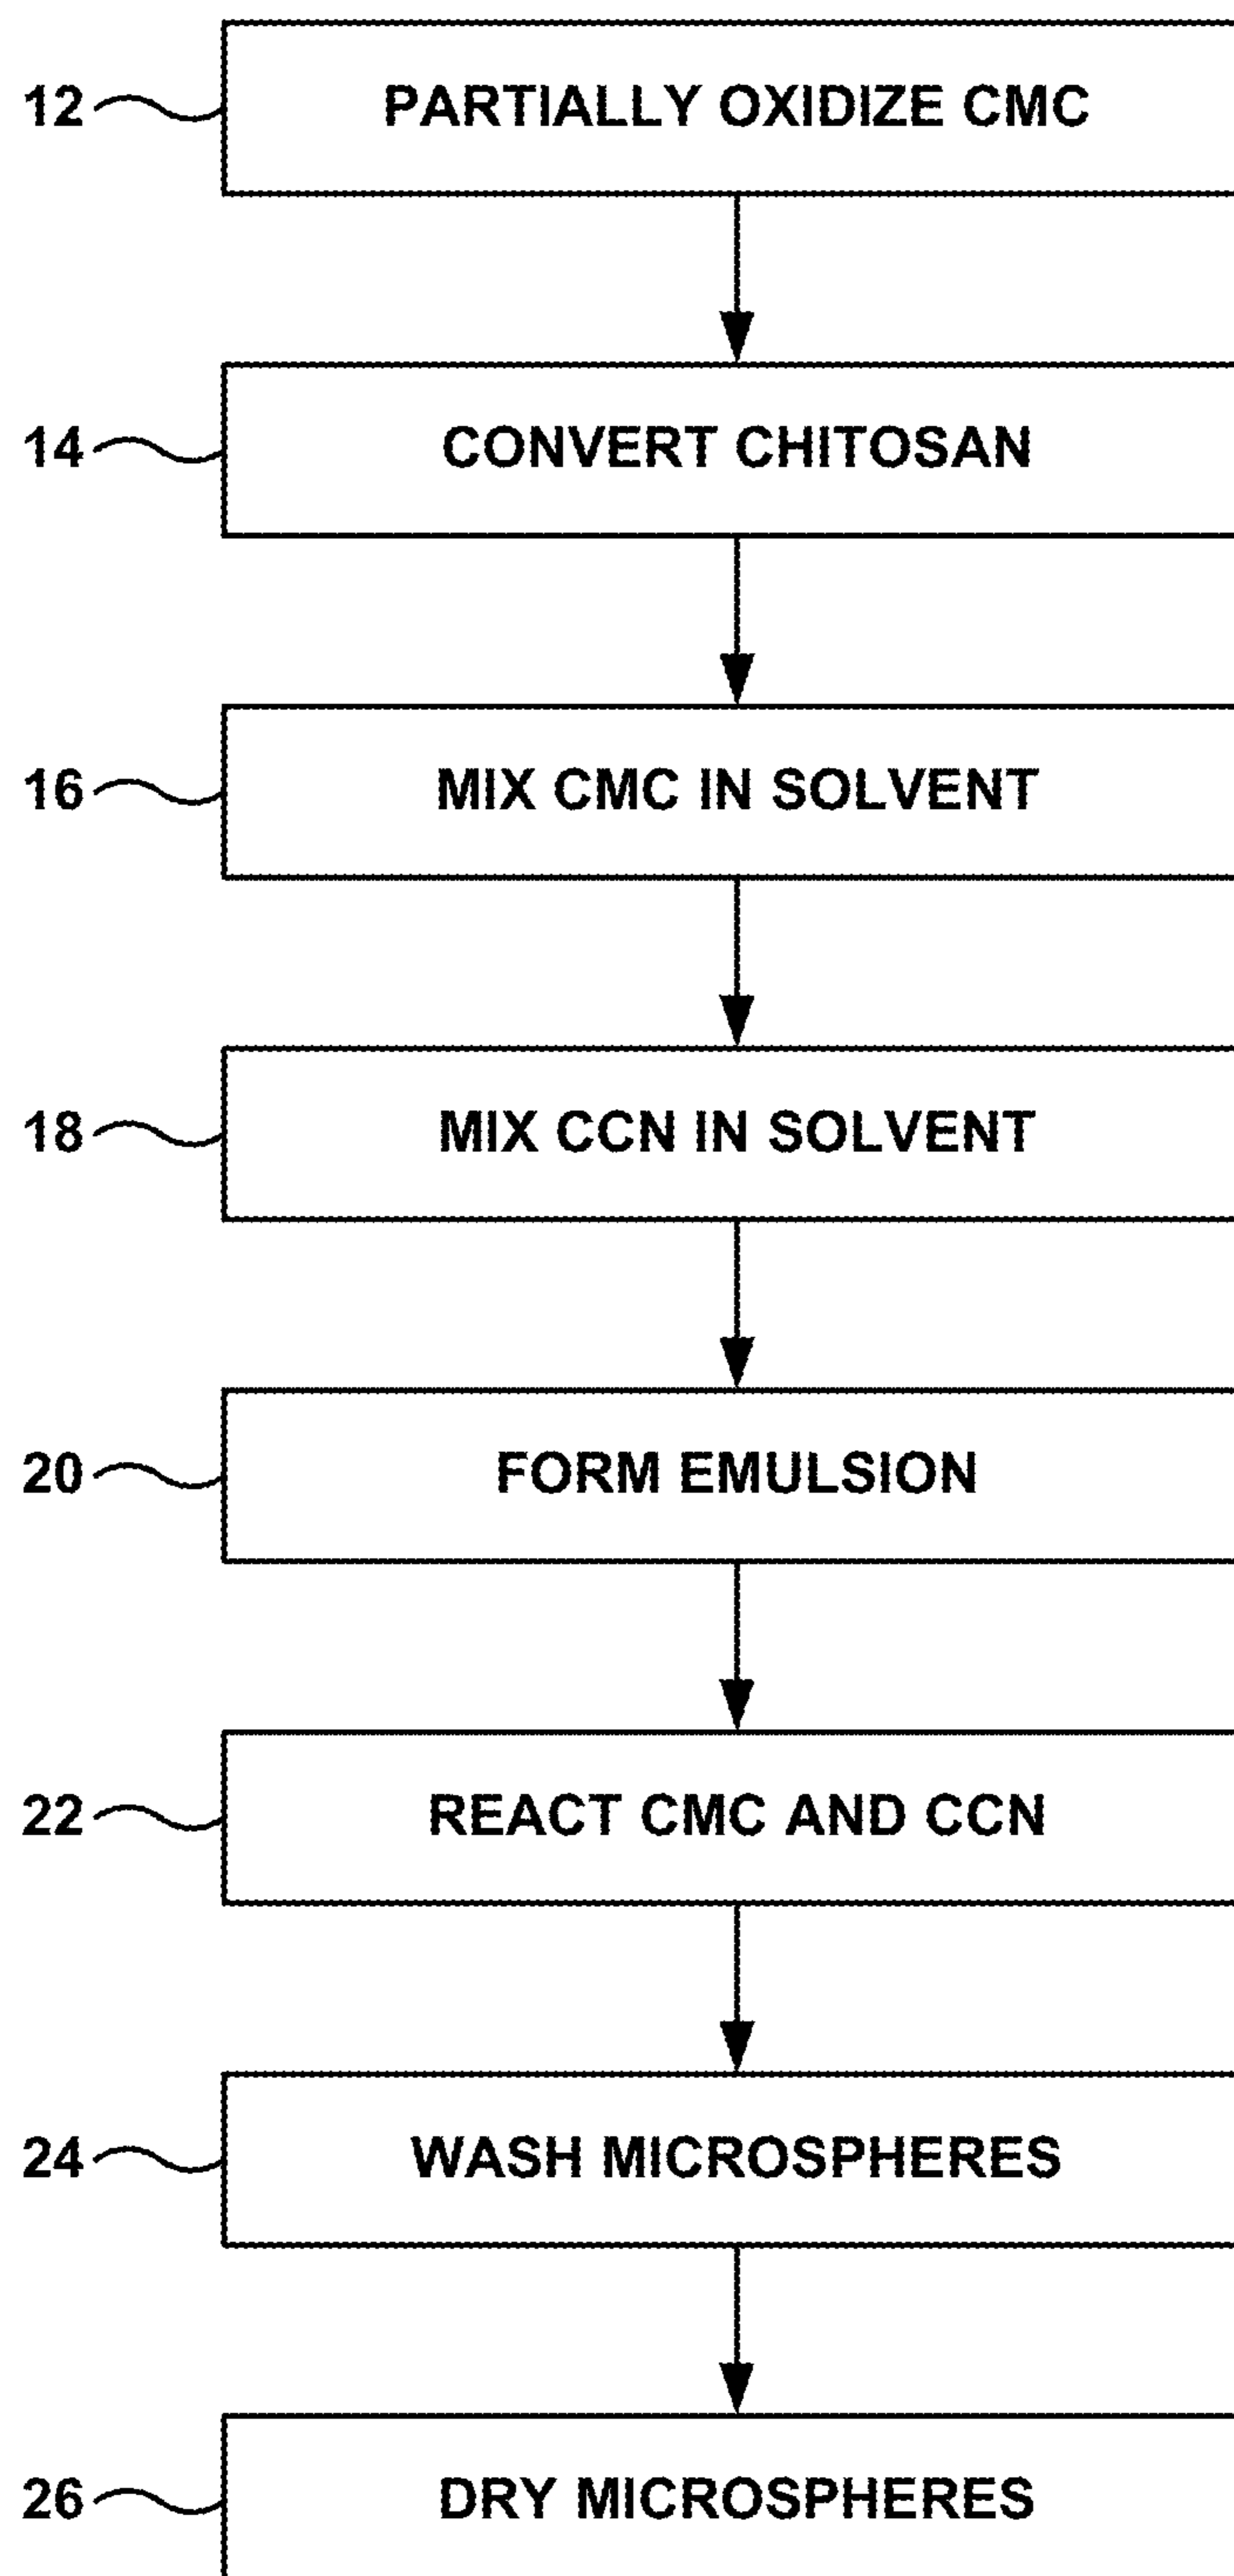 12 PARTIALLY OXIDIZE CMC
14 CONVERT CHITOSAN
16 MIX CMC IN SOLVENT
18 MIX CCN IN SOLVENT
20 FORM EMULSION
22 REACT CMC AND CCN
24 WASH MICROSPHERES
26 DRY MICROSPHERES